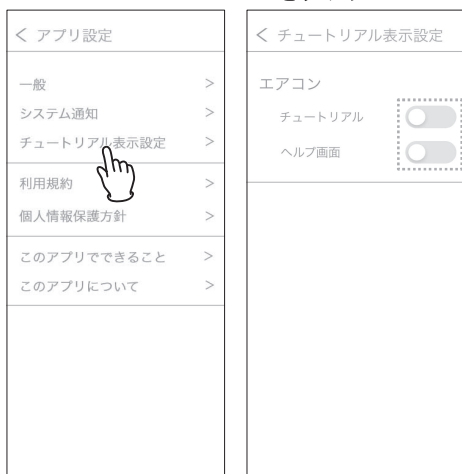 < アプリ設定
一般 >
システム通知 >
チュートリアル表示設定 >
利用規約 >
個人情報保護方針 >
このアプリでできること >
このアプリについて >
< チュートリアル表示設定
エアコン
チュートリアル
ヘルプ画面